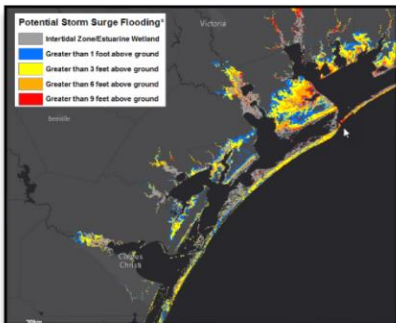 Potential Storm Surge Flooding*
Intertidal Zone/Estuarine Wetland
Greater than 1 foot above ground
Greater than 3 feet above ground
Greater than 6 feet above ground
Greater than 9 feet above ground
Victoria
Christi